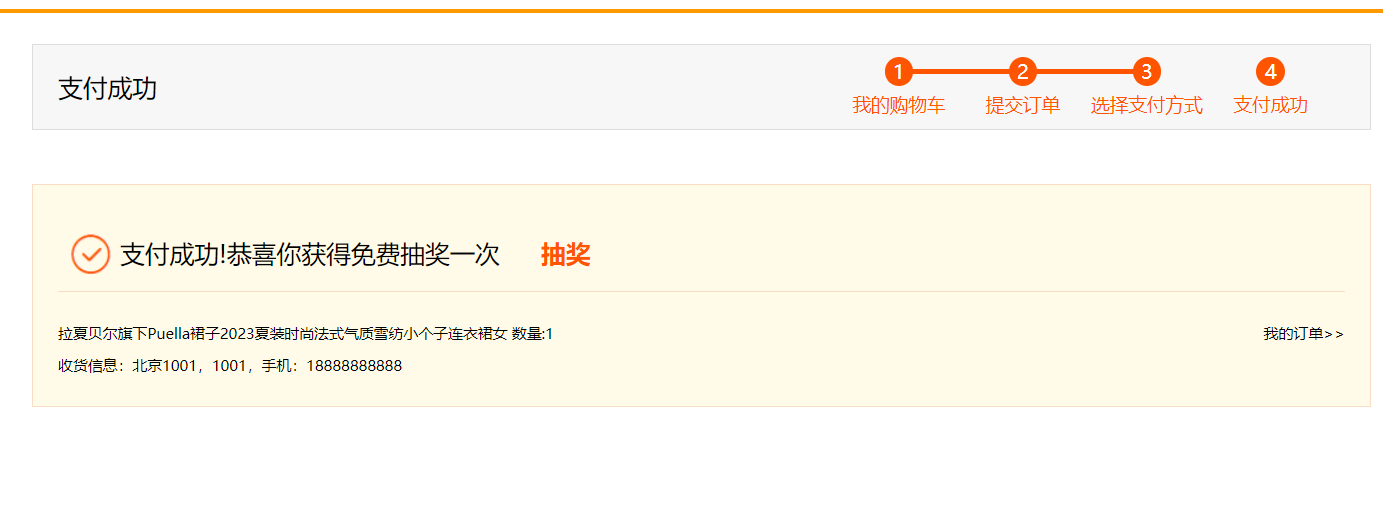 支付成功
1 2 3 4
我的购物车 提交订单 选择支付方式 支付成功
支付成功!恭喜你获得免费抽奖一次 抽奖
拉夏贝尔旗下Puella裙子2023夏装时尚法式气质雪纺小个子连衣裙女 数量:1 我的订单>>
收货信息：北京1001，1001，手机：18888888888